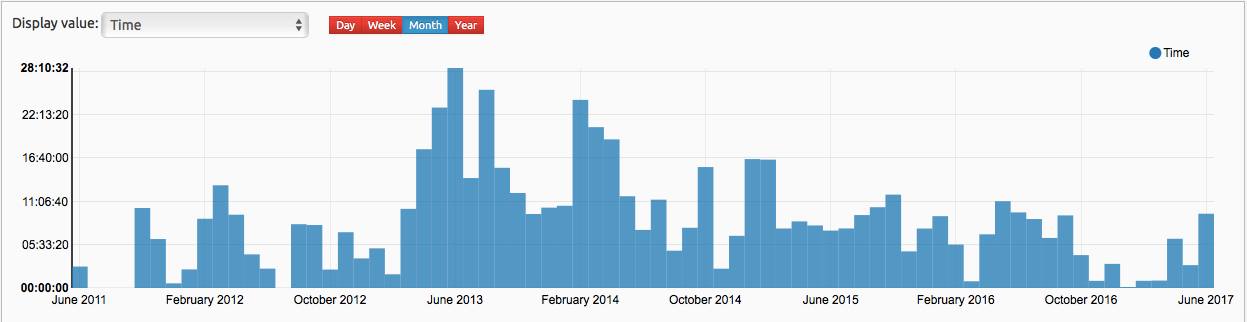 Display value: Time Day Week Month Year
Time
28:10:32
22:13:20
16:40:00
11:06:40
05:33:20
00:00:00
June 2011 February 2012 October 2012 June 2013 February 2014 October 2014 June 2015 February 2016 October 2016 June 2017